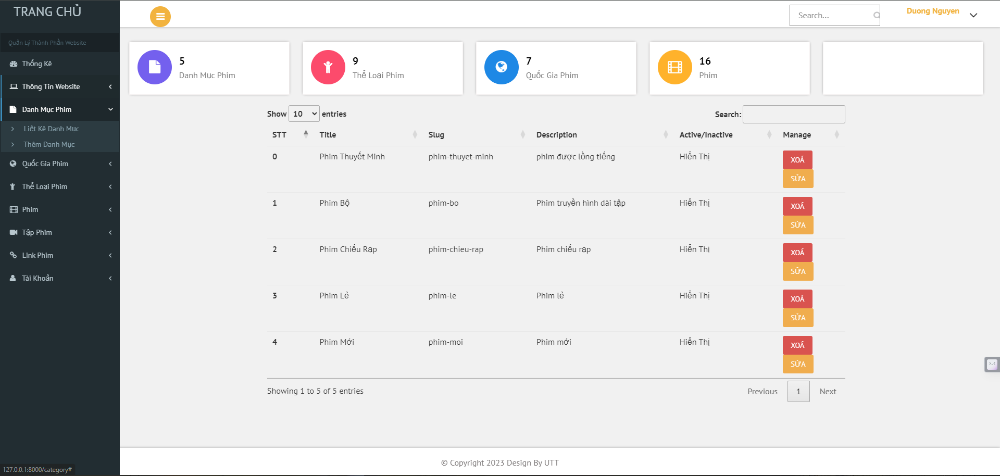 TRANG CHỦ
Search...
Duong Nguyen
Quản Lý Thành Phần Website
Thống Kê
Thông Tin Website
Danh Mục Phim
Liệt Kê Danh Mục
Thêm Danh Mục
Quốc Gia Phim
Thể Loại Phim
Phim
Tập Phim
Link Phim
Tài Khoản
5
Danh Mục Phim
9
Thể Loại Phim
7
Quốc Gia Phim
16
Phim
Show 10 entries
Search:
STT Title Slug Description Active/Inactive Manage
0 Phim Thuyết Minh phim-thuyet-minh phim được lồng tiếng Hiển Thị XOÁ
SỬA
1 Phim Bộ phim-bo Phim truyền hình dài tập Hiển Thị XOÁ
SỬA
2 Phim Chiếu Rạp phim-chieu-rap Phim chiếu rạp Hiển Thị XOÁ
SỬA
3 Phim Lẻ phim-le Phim lẻ Hiển Thị XOÁ
SỬA
4 Phim Mới phim-moi Phim mới Hiển Thị XOÁ
SỬA
Showing 1 to 5 of 5 entries
Previous 1 Next
© Copyright 2023 Design By UTT
127.0.0.1:8000/category#